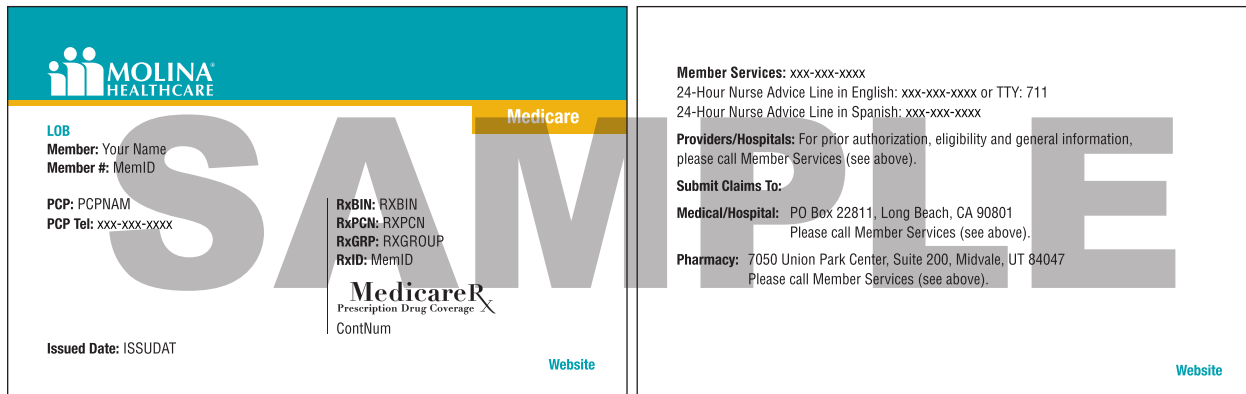 MOLINA®
HEALTHCARE
Medicare
LOB
Member: Your Name
Member #: MemID
PCP: PCPNAM
PCP Tel: xxx-xxx-xxxx
RxBIN: RXBIN
RxPCN: RXPCN
RxGRP: RXGROUP
RxID: MemID
MedicareRx
Prescription Drug Coverage
ContNum
Issued Date: ISSUDAT
Website
Member Services: xxx-xxx-xxxx
24-Hour Nurse Advice Line in English: xxx-xxx-xxxx or TTY: 711
24-Hour Nurse Advice Line in Spanish: xxx-xxx-xxxx
Providers/Hospitals: For prior authorization, eligibility and general information,
please call Member Services (see above).
Submit Claims To:
Medical/Hospital: PO Box 22811, Long Beach, CA 90801
Please call Member Services (see above).
Pharmacy: 7050 Union Park Center, Suite 200, Midvale, UT 84047
Please call Member Services (see above).
Website
SAMPLE